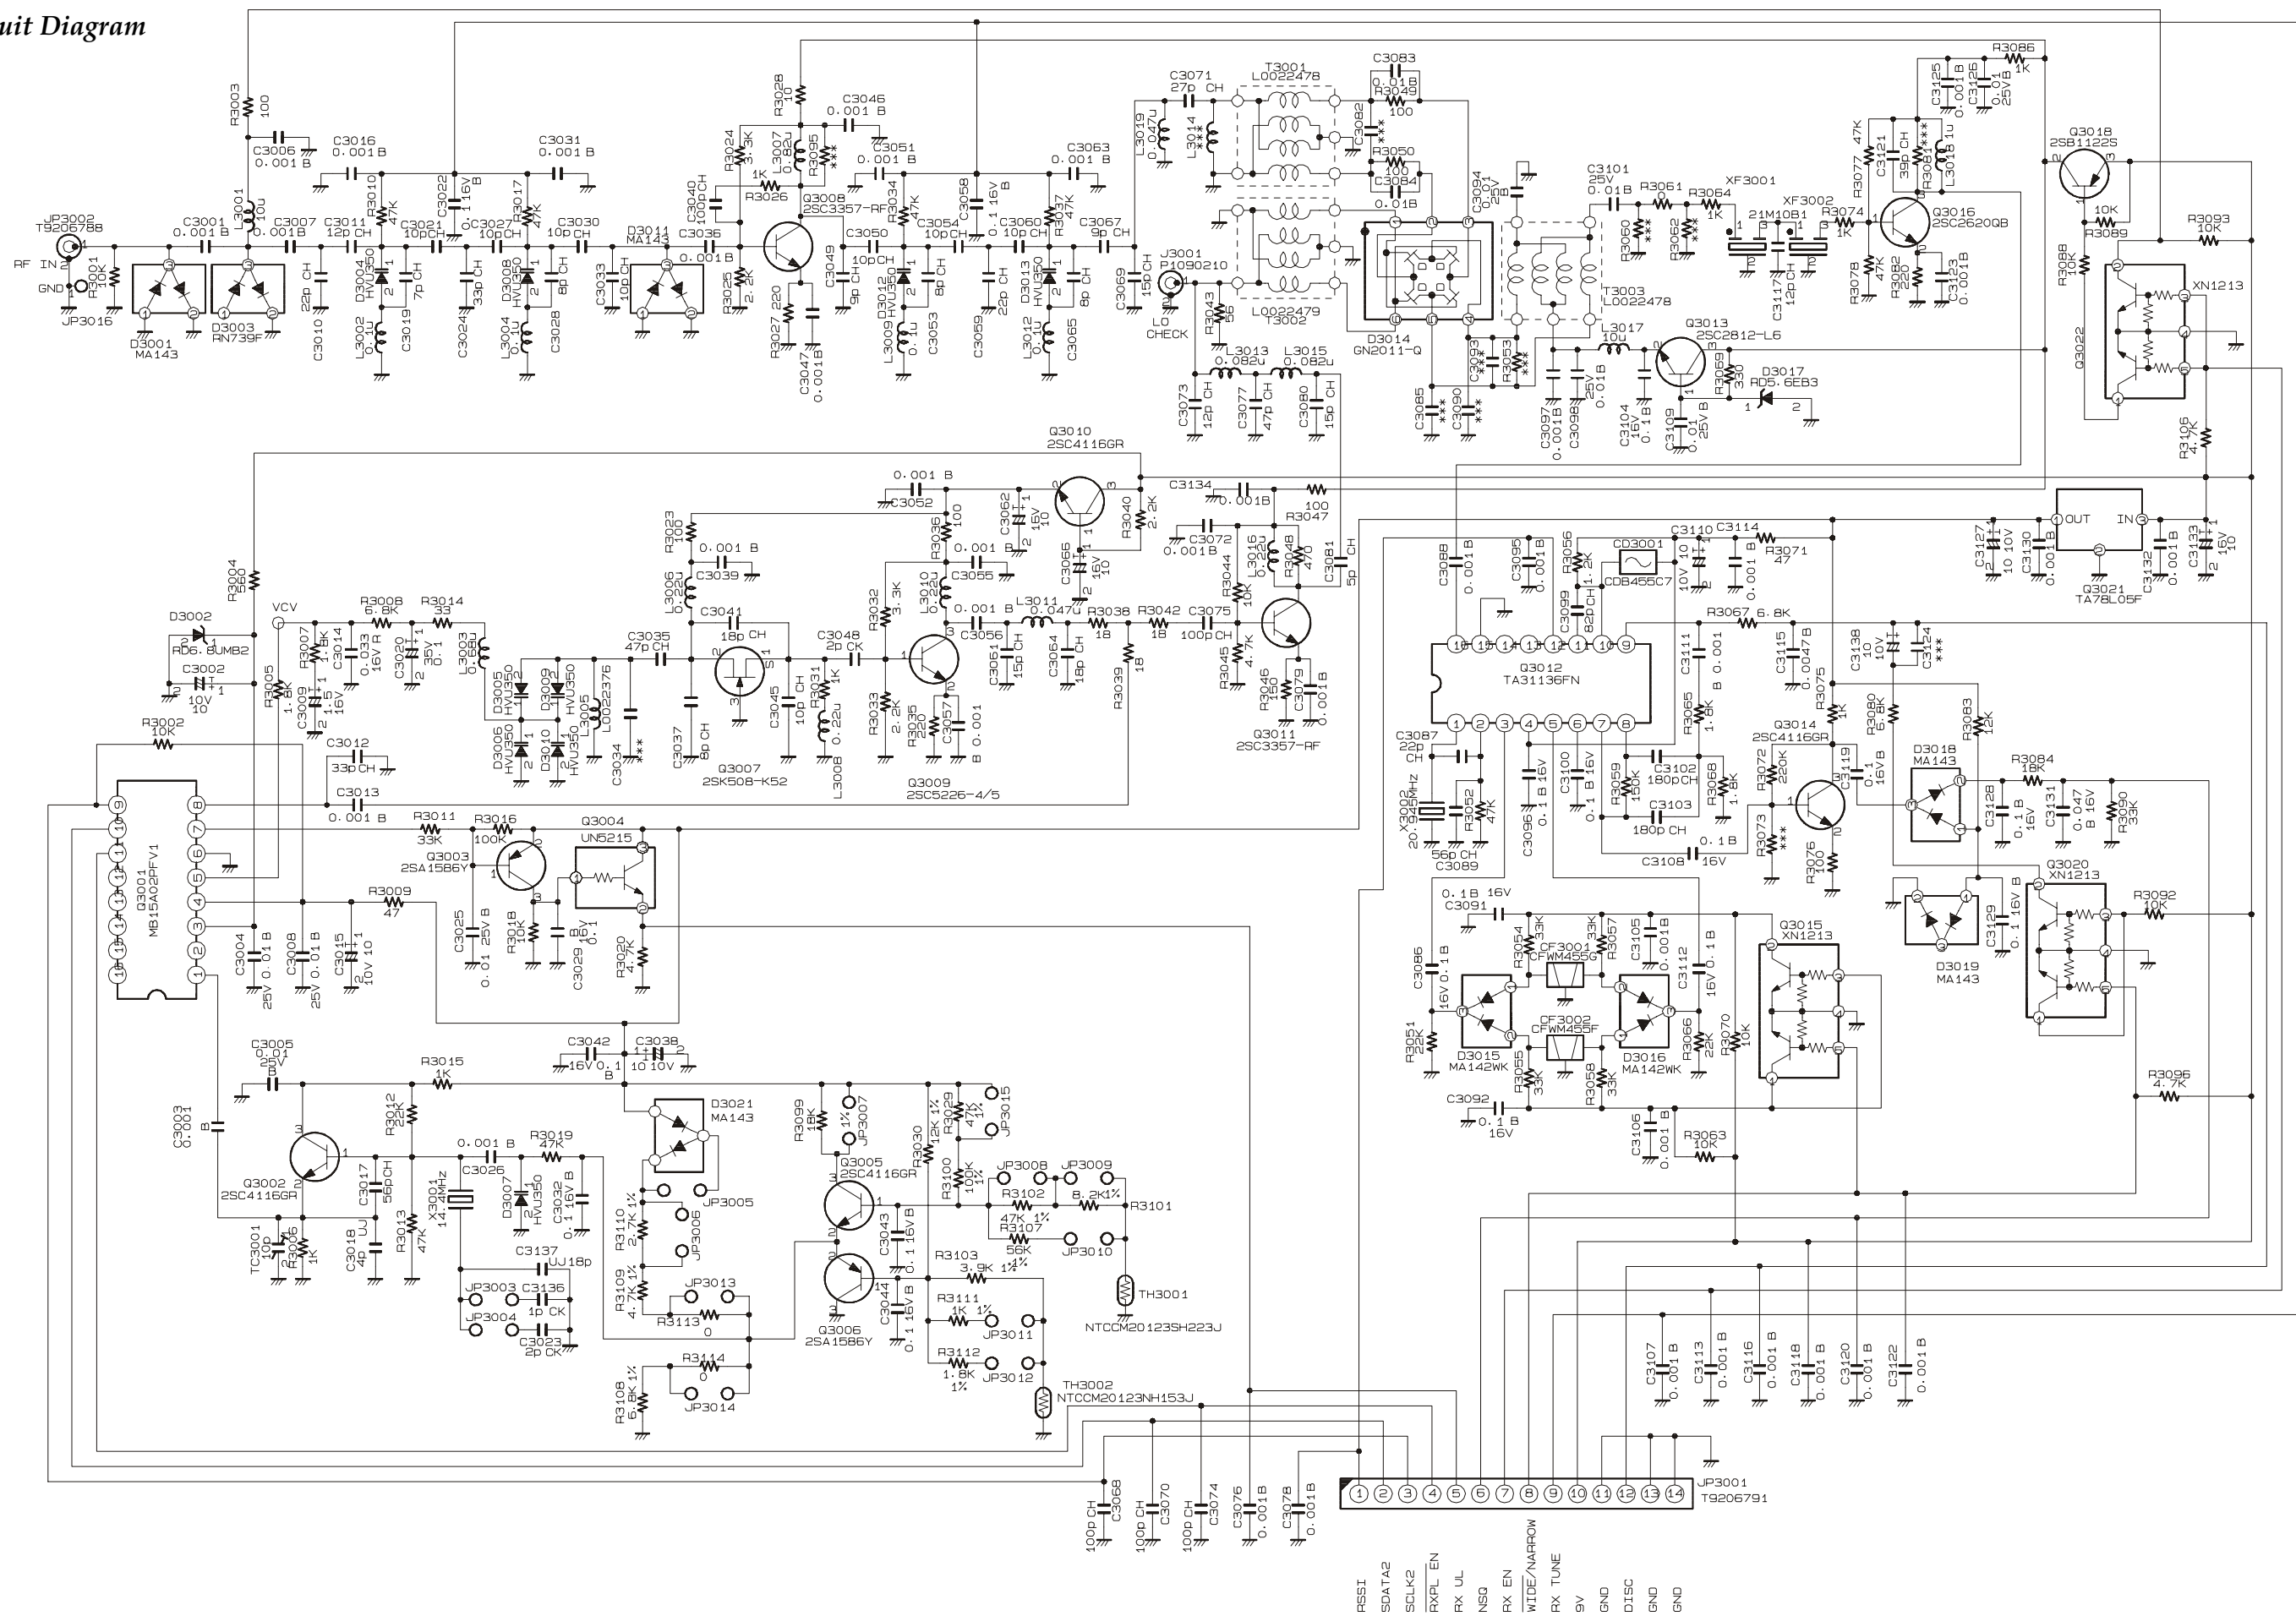 uit Diagram
JP3002
T9206788
RF IN
GND
JP3016
R3001
10K
D3001
MA143
C3001
0.001 B
D3003
RN739F
R3003
100
C3006
0.001 B
L3001
10u
C3007
0.001B
C3010
22p CH
C3016
0.001 B
C3011
12p CH
R3010
47K
D3004
HVU350
L3002
0.1u
C3019
7p CH
C3021
10pCH
C3022
0.1 16V B
C3024
33p CH
C3027
10p CH
R3017
47K
D3008
HVU350
L3004
0.1u
C3028
8p CH
C3031
0.001 B
C3030
10p CH
C3033
10p CH
D3011
MA143
C3036
0.001 B
R3024
3.3K
C3040
100p CH
R3025
2.2K
R3026
1K
R3028
10
L3007
0.82u
R3095
***
C3046
0.001 B
Q3008
2SC3357-RF
R3027
220
C3047
0.001B
C3049
9p CH
C3050
10pCH
C3051
0.001 B
R3034
47K
D3012
HVU350
L3009
0.1u
C3053
8p CH
C3054
10p CH
C3058
0.1 16V B
C3059
22p CH
C3060
10p CH
C3063
0.001 B
R3037
47K
D3013
HVU350
L3012
0.1u
C3065
8p CH
C3067
9p CH
C3069
15p CH
L3019
0.047u
C3071
27p CH
L3014
***
T3001
L0022478
J3001
P1090210
LO
CHECK
R3043
56
L0022479
T3002
C3083
0.01B
R3049
100
C3082
***
R3050
100
C3084
0.01B
D3014
GN2011-Q
C3094
0.01
25V
B
C3093
***
R3053
***
C3085
***
C3090
***
T3003
L0022478
C3101
25V
0.01B
R3060
***
R3061
0
R3062
***
R3064
1K
XF3001
XF3002
21M10B1
C3117
12p CH
R3074
1K
R3077
47K
R3078
47K
C3121
39p CH
R3081
***
L3018
1u
C3125
0.001 B
C3126
0.01
25V B
R3086
1K
Q3016
2SC2620QB
R3082
220
C3123
0.001B
Q3018
2SB1122S
R3088
10K
10K
R3089
R3093
10K
XN1213
Q3022
R3106
4.7K
L3013
0.082u
L3015
0.082u
C3073
12p CH
C3077
47p CH
C3080
15p CH
L3017
10u
Q3013
2SC2812-L6
C3097
0.001B
C3098
25V
0.01B
C3104
16V
0.1 B
C3109
0.01
25V B
R3069
330
D3017
RD5.6EB3
R3004
560
D3002
RD6.8UMB2
C3002
10V
10
VCV
R3005
1.8K
R3007
1.8K
C3009
1.5
16V
R3008
6.8K
C3014
0.033
16V R
C3020
35V
0.1
R3014
33
L3003
0.68u
D3005
HVU350
D3009
HVU350
D3006
HVU350
D3010
HVU350
L3005
L0022376
C3034
***
C3035
47p CH
C3037
8p CH
R3023
100
0.001 B
C3039
L3006
0.22u
C3041
18p CH
Q3007
2SK508-K52
C3045
10p CH
R3031
1K
L3008
0.22u
C3048
2p CK
R3032
3.3K
R3033
2.2K
Q3009
2SC5226-4/5
R3035
220
C3057
0.001 B
0.001 B
C3052
R3036
100
0.001 B
C3055
L3010
0.22u
0.001 B
C3056
C3061
15p CH
L3011
0.047u
C3064
18p CH
R3038
18
R3039
18
R3042
18
C3075
100p CH
Q3010
2SC4116GR
C3062
16V
10
C3066
16V
10
R3040
2.2K
C3134
0.001B
100
R3047
C3072
0.001 B
R3044
10K
R3045
4.7K
L3016
0.22u
R3048
470
C3081
5p CH
R3046
150
C3079
0.001B
Q3011
2SC3357-RF
C3088
0.001 B
C3095
0.001B
R3056
1.2K
C3099
82p CH
CD3001
CDB455C7
C3110
10V 10
C3114
0.001 B
R3071
47
Q3012
TA31136FN
R3067 6.8K
C3111
0.001
B
R3065
1.8K
C3115
0.0047 B
C3138
10
10V
C3124
***
C3087
22p
CH
X3002
20.945MHz
R3052
47K
56p CH
C3089
C3096
0.1 B 16V
C3100
0.1 B 16V
R3059
150K
C3102
180pCH
C3103
180p CH
R3068
1.8K
0.1B
16V
C3108
R3072
220K
R3073
***
Q3014
2SC4116GR
R3075
1K
R3076
100
C3119
0.1
16V B
R3080
6.8K
R3083
12K
D3018
MA143
R3084
18K
C3128
0.1 B
16V
C3131
0.047
B 16V
R3090
33K
D3019
MA143
C3129
0.1 16V B
Q3020
XN1213
R3092
10K
R3096
4.7K
C3127
10 10V
C3130
0.001 B
OUT IN
Q3021
TA78L05F
C3132
0.001 B
C3133
16V
10
0.1B 16V
C3091
C3086
16V 0.1 B
R3051
22K
D3015
MA142WK
R3054
33K
CF3001
CFWM455G
R3057
33K
C3105
0.001B
C3112
16V 0.1 B
CF3002
CFWM455F
R3055
33K
R3058
33K
D3016
MA142WK
R3066
22K
R3070
10K
Q3015
XN1213
C3092
0.1 B
16V
C3106
0.001 B
R3063
10K
R3002
10K
C3012
33pCH
C3013
0.001 B
Q3001
MB15A02PFV1
C3004
25V 0.01 B
C3008
25V 0.01 B
C3015
10V 10
R3009
47
R3011
33K
R3016
100K
Q3003
2SA1586Y
Q3004
UN5215
C3025
0.01 25V B
R3018
10K
C3029
16V
0.1
R3020
4.7K
C3042
16V 0.1
B
C3038
10 10V
C3005
0.01
25V
B
C3003
0.001
B
R3015
1K
R3012
22K
Q3002
2SC4116GR
C3017
56pCH
TC3001
10p
R3006
1K
C3018
4p UJ
R3013
47K
X3001
14.4MHz
0.001 B
C3026
R3019
47K
D3007
HVU350
C3032
0.1 16V B
C3137
UJ18p
JP3003
C3136
1p CK
JP3004
C3023
2p CK
D3021
MA143
JP3005
JP3006
R3110
2.7K 1%
R3109
4.7K 1%
JP3013
R3113
0
R3114
0
JP3014
R3108
6.8K 1%
R3099
18K
1%
JP3007
Q3005
2SC4116GR
Q3006
2SA1586Y
C3043
0.1 16V B
C3044
0.1 16V B
R3030
12K 1%
R3029
47K
1%
JP3015
R3100
100K
1%
JP3008
JP3009
R3102
47K 1%
8.2K1%
R3101
R3107
56K
1%
JP3010
R3103
3.9K 1%
R3111
1K 1%
JP3011
R3112
1.8K
1%
JP3012
TH3001
NTCCM20123SH223J
TH3002
NTCCM20123NH153J
C3107
0.001 B
C3113
0.001 B
C3116
0.001 B
C3118
0.001 B
C3120
0.001 B
C3122
0.001 B
100p CH
C3068
100p CH
C3070
100p CH
C3074
C3076
0.001B
C3078
0.001B
1 2 3 4 5 6 7 8 9 10 11 12 13 14
JP3001
T9206791
RSSI
SDATA2
SCLK2
RXPL EN
RX UL
NSQ
RX EN
WIDE/NARROW
RX TUNE
9V
GND
DISC
GND
GND